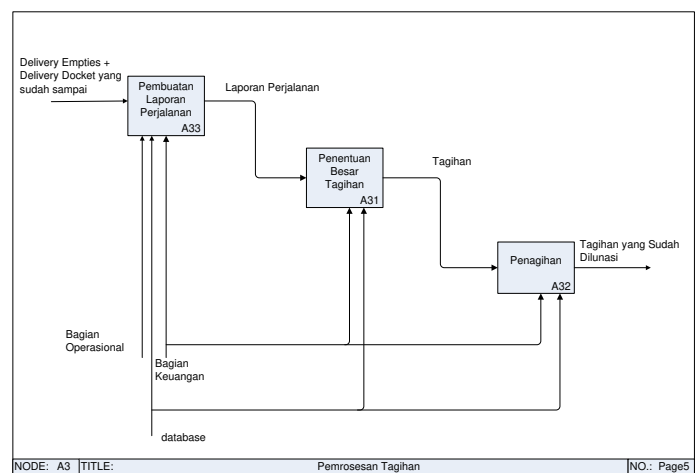 Delivery Empties +
Delivery Docket yang
sudah sampai
Pembuatan
Laporan
Perjalanan
A33
Laporan Perjalanan
Penentuan
Besar
Tagihan
A31
Tagihan
Penagihan
A32
Tagihan yang Sudah
Dilunasi
Bagian
Operasional
Bagian
Keuangan
database
NODE: A3 TITLE: Pemrosesan Tagihan NO.: Page5